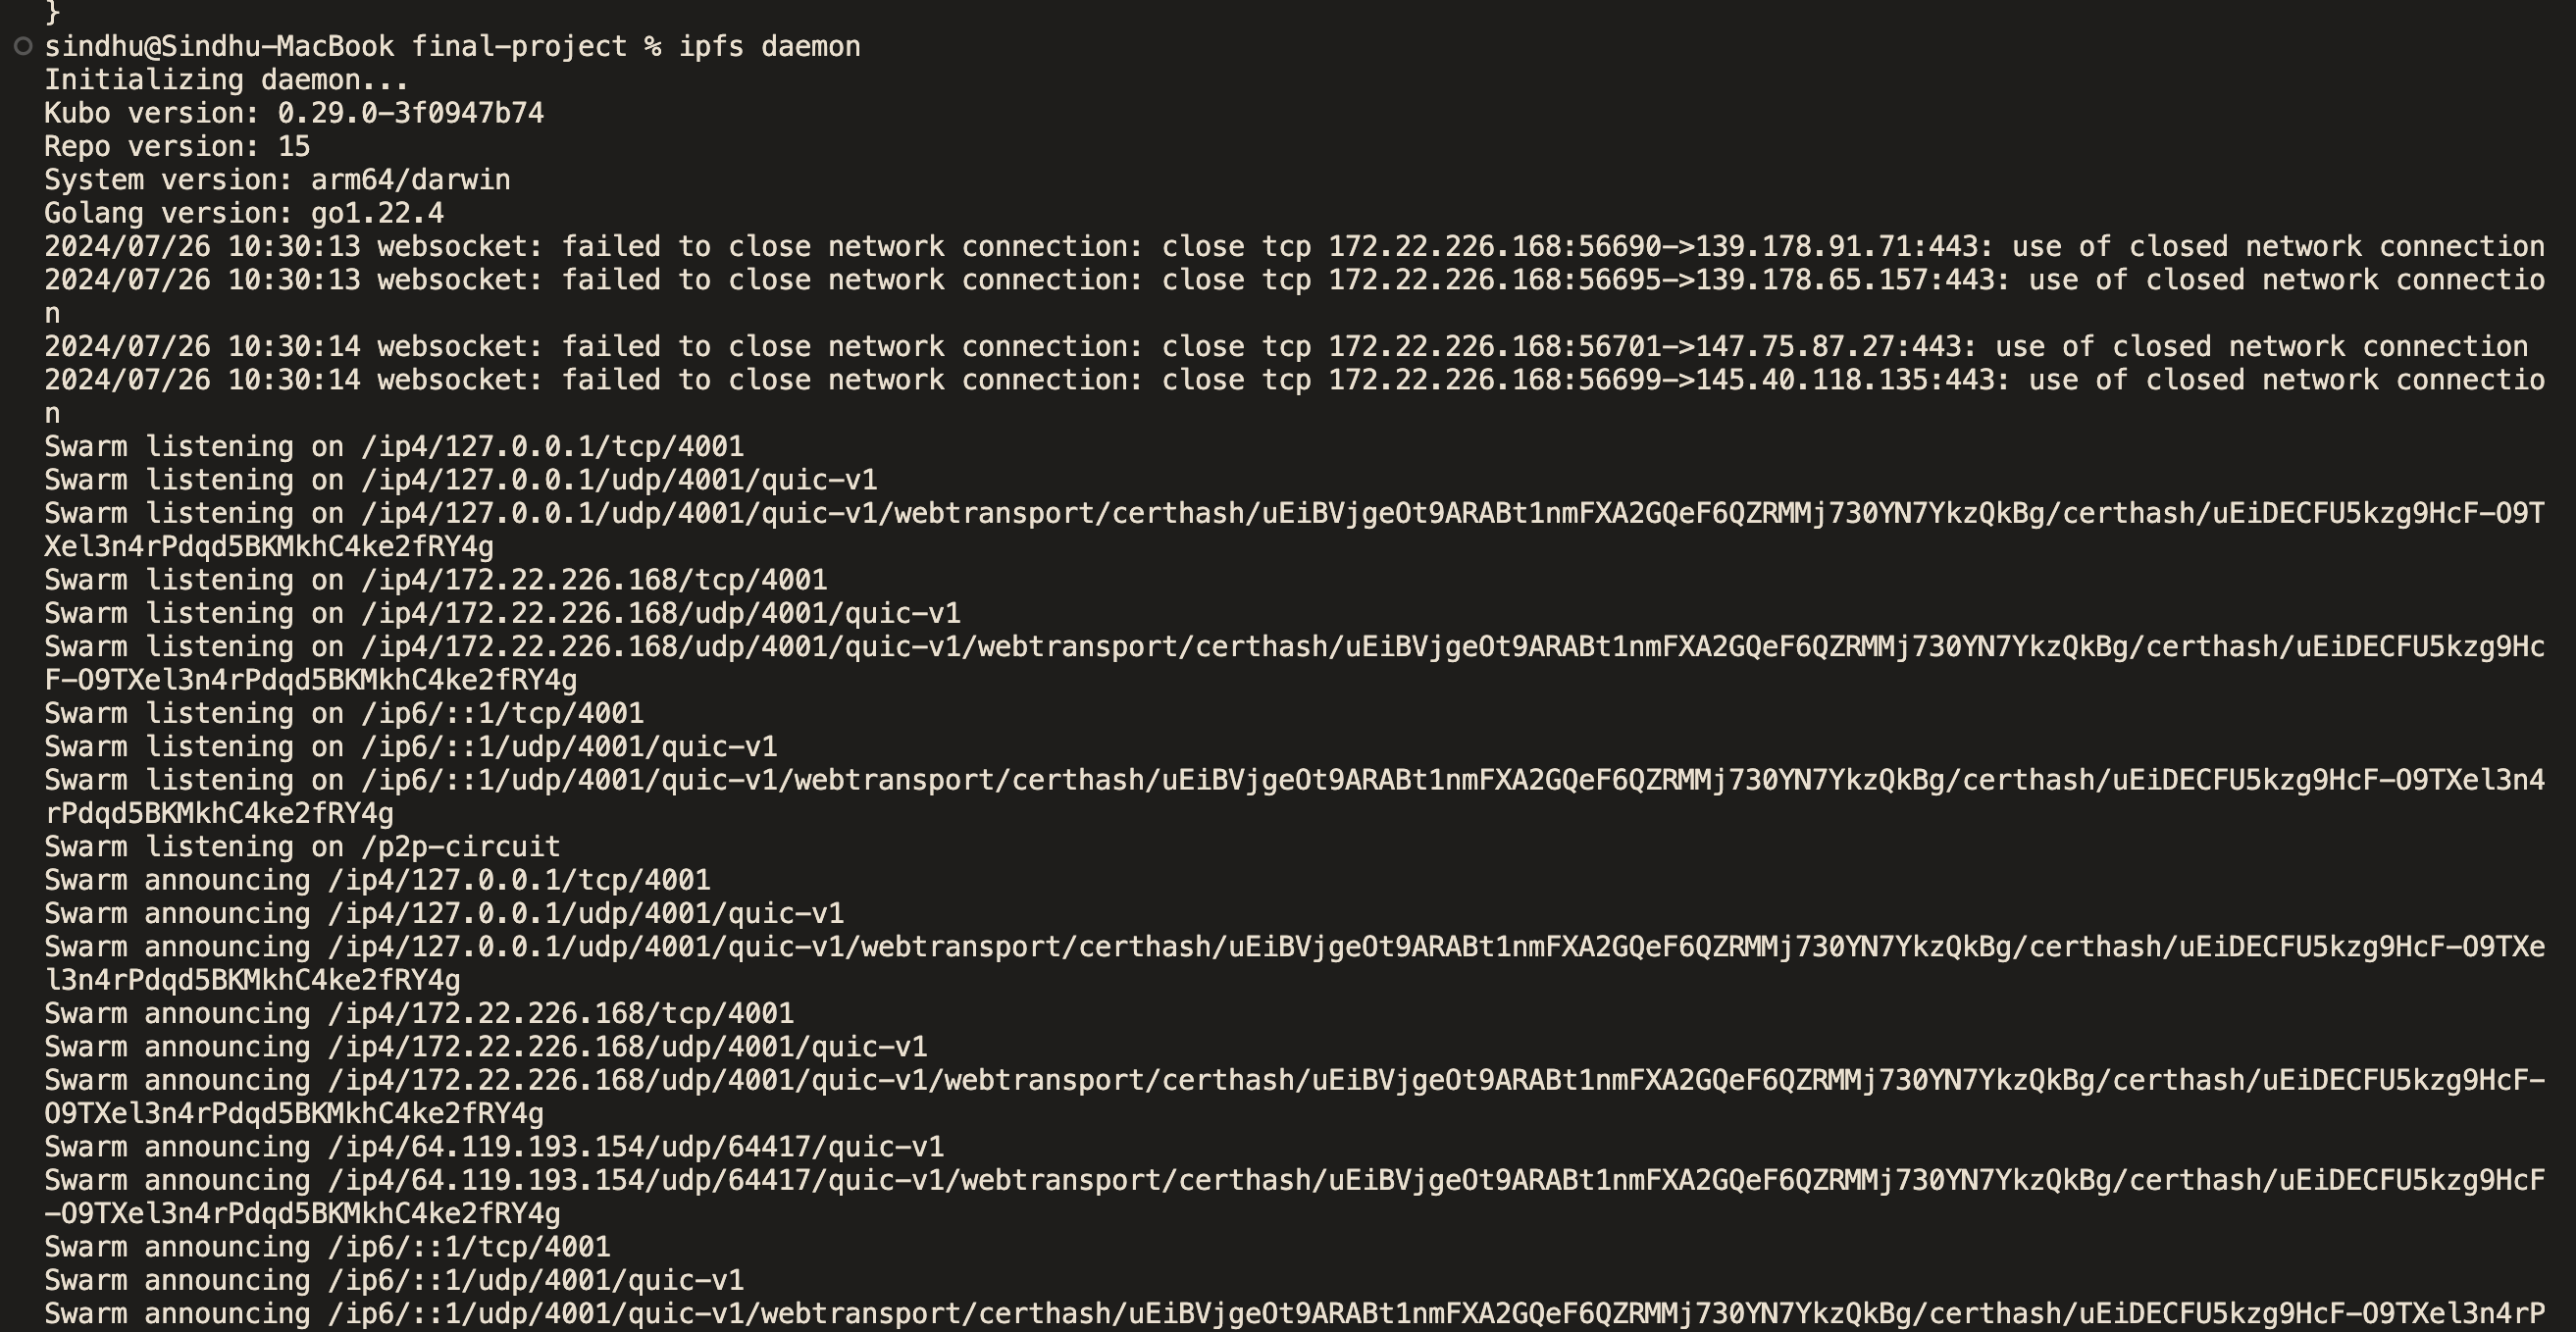 }
sindhu@Sindhu-MacBook final-project % ipfs daemon
Initializing daemon...
Kubo version: 0.29.0-3f0947b74
Repo version: 15
System version: arm64/darwin
Golang version: go1.22.4
2024/07/26 10:30:13 websocket: failed to close network connection: close tcp 172.22.226.168:56690->139.178.91.71:443: use of closed network connection
2024/07/26 10:30:13 websocket: failed to close network connection: close tcp 172.22.226.168:56695->139.178.65.157:443: use of closed network connectio
n
2024/07/26 10:30:14 websocket: failed to close network connection: close tcp 172.22.226.168:56701->147.75.87.27:443: use of closed network connection
2024/07/26 10:30:14 websocket: failed to close network connection: close tcp 172.22.226.168:56699->145.40.118.135:443: use of closed network connectio
n
Swarm listening on /ip4/127.0.0.1/tcp/4001
Swarm listening on /ip4/127.0.0.1/udp/4001/quic-v1
Swarm listening on /ip4/127.0.0.1/udp/4001/quic-v1/webtransport/certhash/uEiBVjgeOt9ARABt1nmFXA2GQeF6QZRMMj730YN7YkzQkBg/certhash/uEiDECFU5kzg9HcF-O9T
Xel3n4rPdqd5BKMkhC4ke2fRY4g
Swarm listening on /ip4/172.22.226.168/tcp/4001
Swarm listening on /ip4/172.22.226.168/udp/4001/quic-v1
Swarm listening on /ip4/172.22.226.168/udp/4001/quic-v1/webtransport/certhash/uEiBVjgeOt9ARABt1nmFXA2GQeF6QZRMMj730YN7YkzQkBg/certhash/uEiDECFU5kzg9Hc
F-O9TXel3n4rPdqd5BKMkhC4ke2fRY4g
Swarm listening on /ip6/::1/tcp/4001
Swarm listening on /ip6/::1/udp/4001/quic-v1
Swarm listening on /ip6/::1/udp/4001/quic-v1/webtransport/certhash/uEiBVjgeOt9ARABt1nmFXA2GQeF6QZRMMj730YN7YkzQkBg/certhash/uEiDECFU5kzg9HcF-O9TXel3n4
rPdqd5BKMkhC4ke2fRY4g
Swarm listening on /p2p-circuit
Swarm announcing /ip4/127.0.0.1/tcp/4001
Swarm announcing /ip4/127.0.0.1/udp/4001/quic-v1
Swarm announcing /ip4/127.0.0.1/udp/4001/quic-v1/webtransport/certhash/uEiBVjgeOt9ARABt1nmFXA2GQeF6QZRMMj730YN7YkzQkBg/certhash/uEiDECFU5kzg9HcF-O9TXe
l3n4rPdqd5BKMkhC4ke2fRY4g
Swarm announcing /ip4/172.22.226.168/tcp/4001
Swarm announcing /ip4/172.22.226.168/udp/4001/quic-v1
Swarm announcing /ip4/172.22.226.168/udp/4001/quic-v1/webtransport/certhash/uEiBVjgeOt9ARABt1nmFXA2GQeF6QZRMMj730YN7YkzQkBg/certhash/uEiDECFU5kzg9HcF-
O9TXel3n4rPdqd5BKMkhC4ke2fRY4g
Swarm announcing /ip4/64.119.193.154/udp/64417/quic-v1
Swarm announcing /ip4/64.119.193.154/udp/64417/quic-v1/webtransport/certhash/uEiBVjgeOt9ARABt1nmFXA2GQeF6QZRMMj730YN7YkzQkBg/certhash/uEiDECFU5kzg9HcF
-O9TXel3n4rPdqd5BKMkhC4ke2fRY4g
Swarm announcing /ip6/::1/tcp/4001
Swarm announcing /ip6/::1/udp/4001/quic-v1
Swarm announcing /ip6/::1/udp/4001/quic-v1/webtransport/certhash/uEiBVjgeOt9ARABt1nmFXA2GQeF6QZRMMj730YN7YkzQkBg/certhash/uEiDECFU5kzg9HcF-O9TXel3n4rP